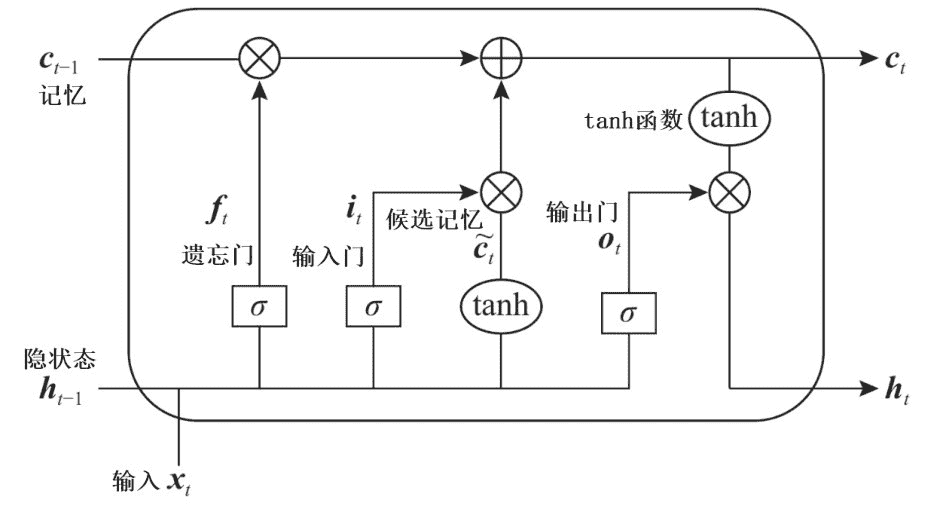 c_{t-1}
记忆
c_t
tanh函数
tanh
f_t
遗忘门
i_t
输入门
候选记忆
c̃_t
输出门
o_t
σ
σ
tanh
σ
隐状态
h_{t-1}
h_t
输入 x_t